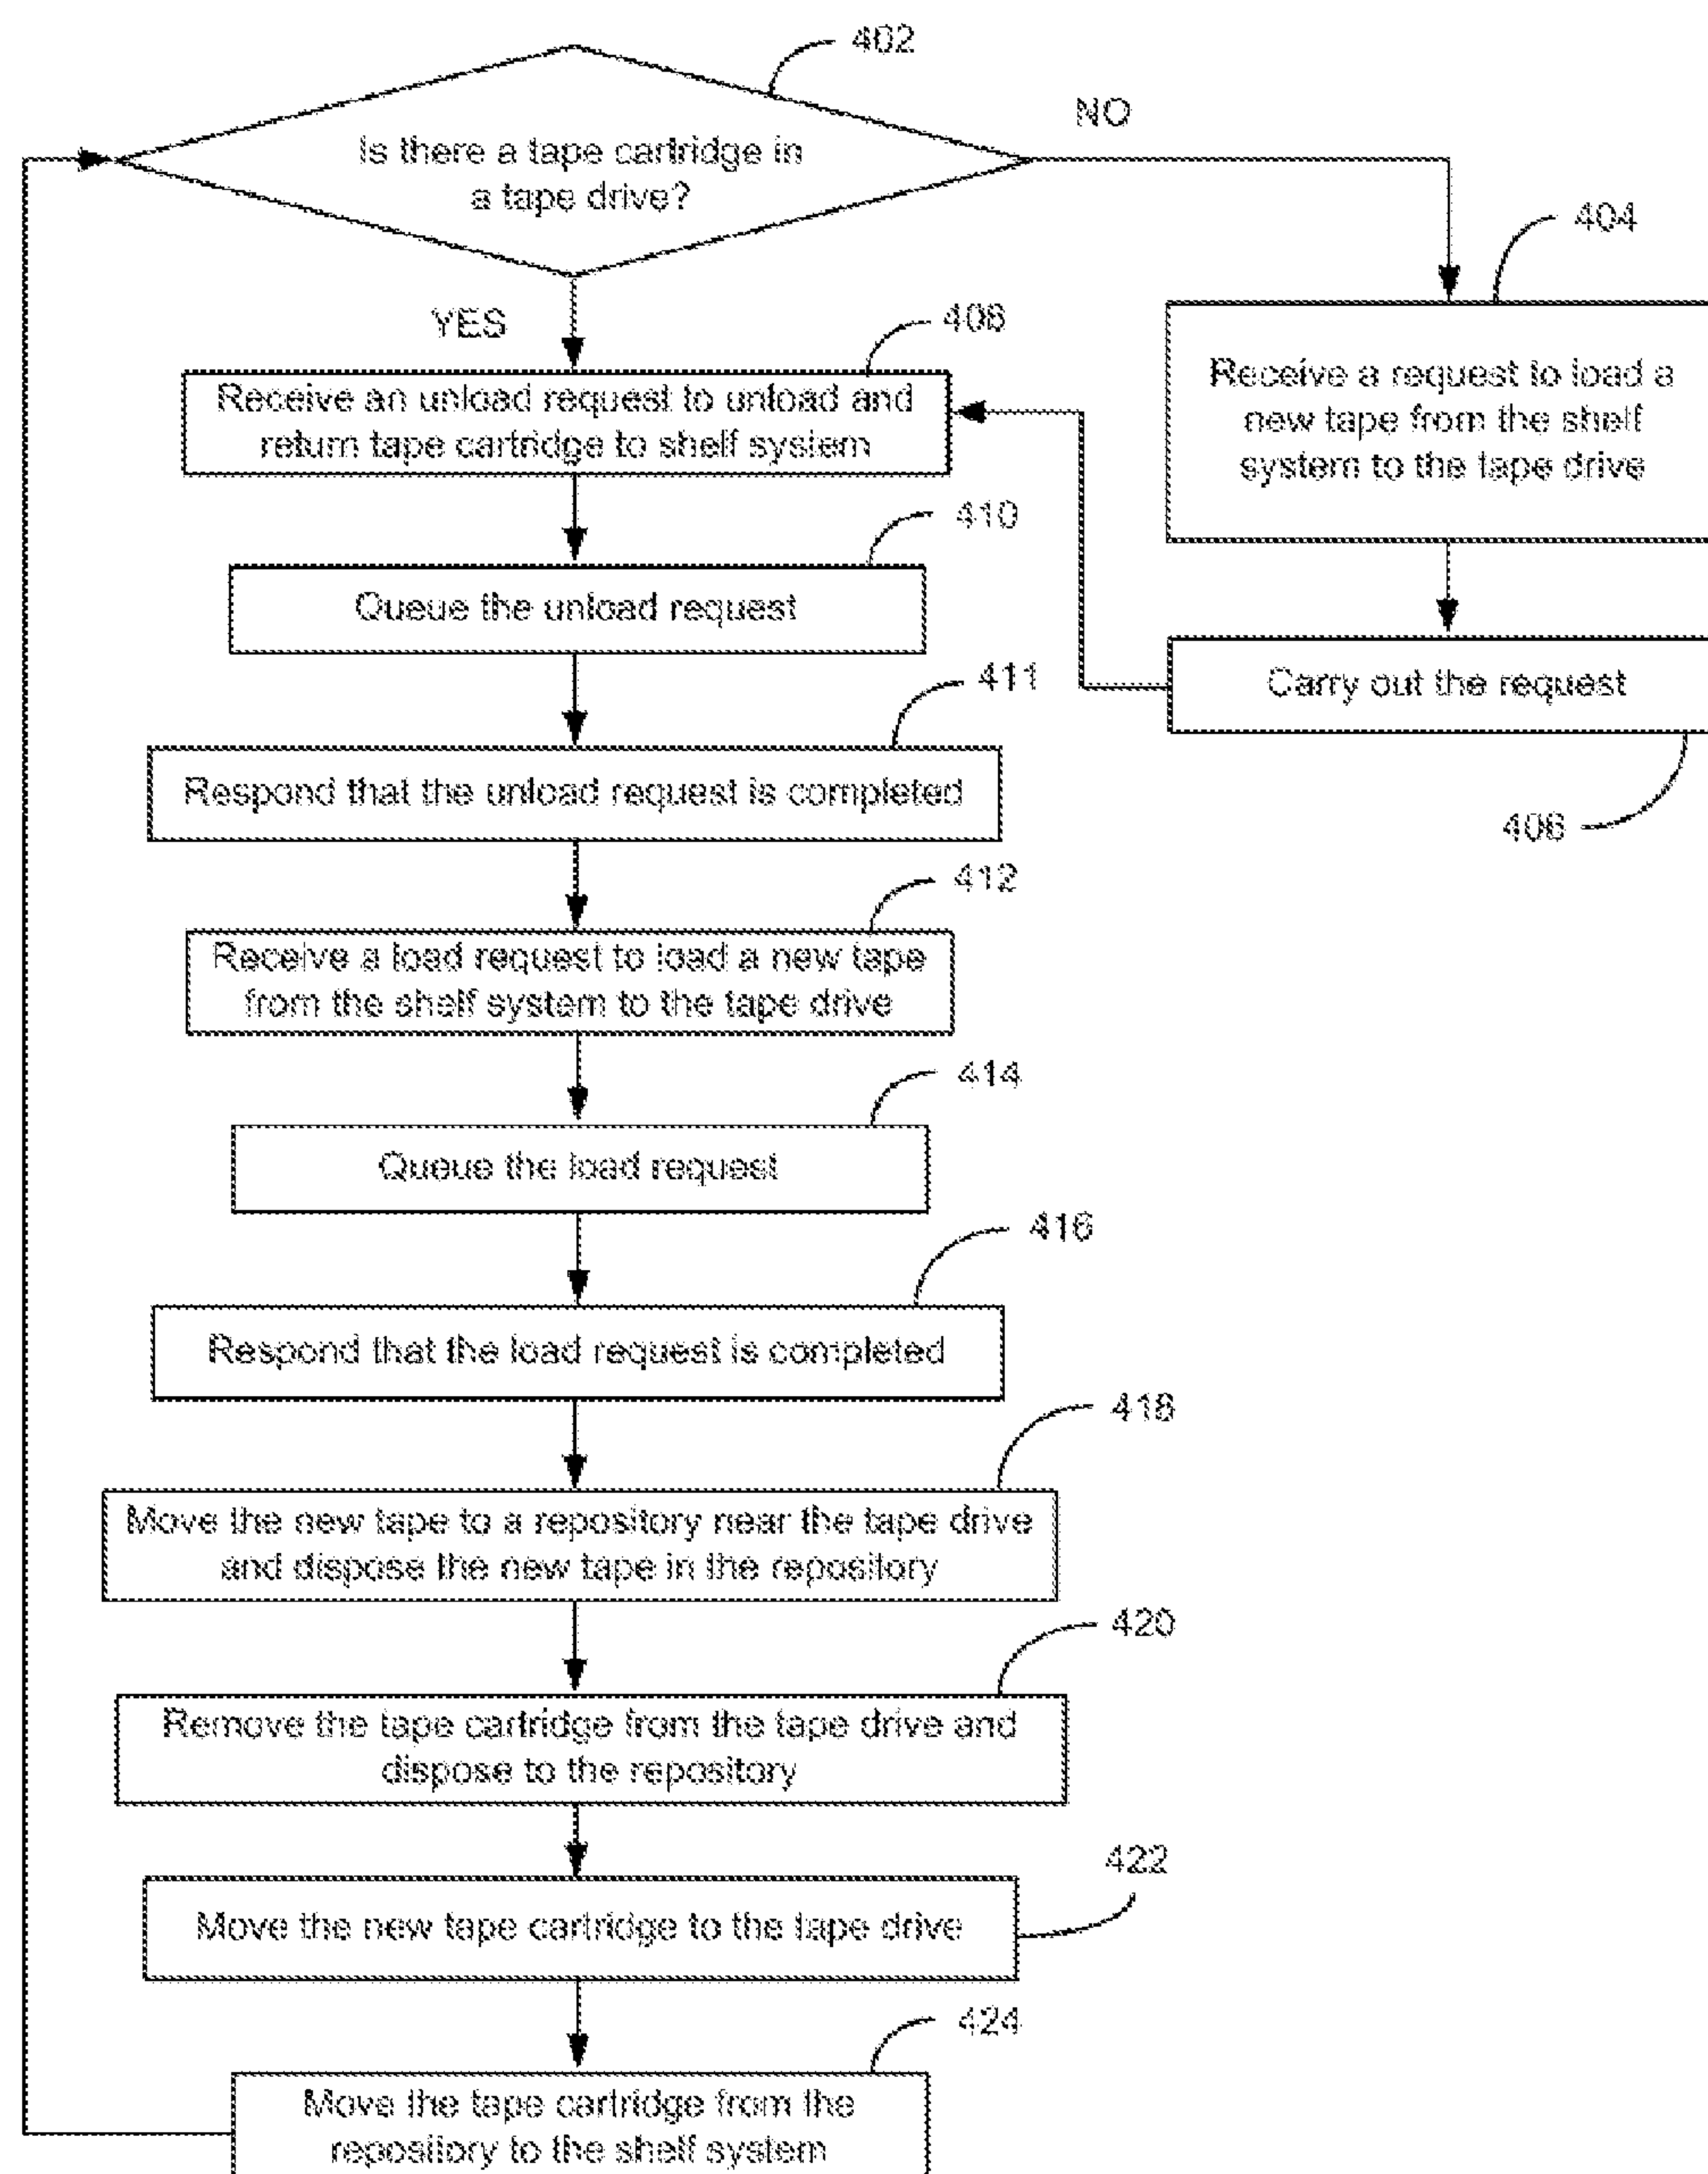 402
NO
Is there a tape cartridge in
a tape drive?
404
YES
408
Receive an unload request to unload and
return tape cartridge to shelf system
Receive a request to load a
new tape from the shelf
system to the tape drive
410
Queue the unload request
411
Carry out the request
406
Respond that the unload request is completed
412
Receive a load request to load a new tape
from the shelf system to the tape drive
414
Queue the load request
416
Respond that the load request is completed
418
Move the new tape to a repository near the tape drive
and dispose the new tape in the repository
420
Remove the tape cartridge from the tape drive and
dispose to the repository
422
Move the new tape cartridge to the tape drive
424
Move the tape cartridge from the
repository to the shelf system